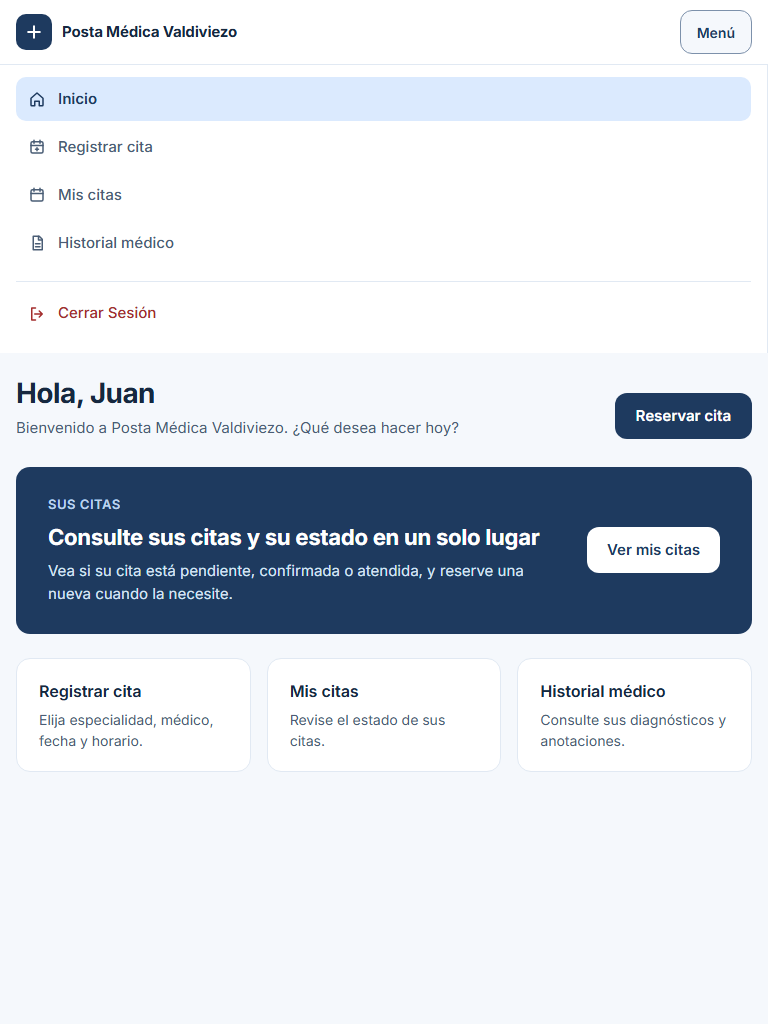 Posta Médica Valdiviezo
Menú
Inicio
Registrar cita
Mis citas
Historial médico
Cerrar Sesión
Hola, Juan
Bienvenido a Posta Médica Valdiviezo. ¿Qué desea hacer hoy?
Reservar cita
SUS CITAS
Consulte sus citas y su estado en un solo lugar
Vea si su cita está pendiente, confirmada o atendida, y reserve una
nueva cuando la necesite.
Ver mis citas
Registrar cita
Elija especialidad, médico,
fecha y horario.
Mis citas
Revise el estado de sus
citas.
Historial médico
Consulte sus diagnósticos y
anotaciones.